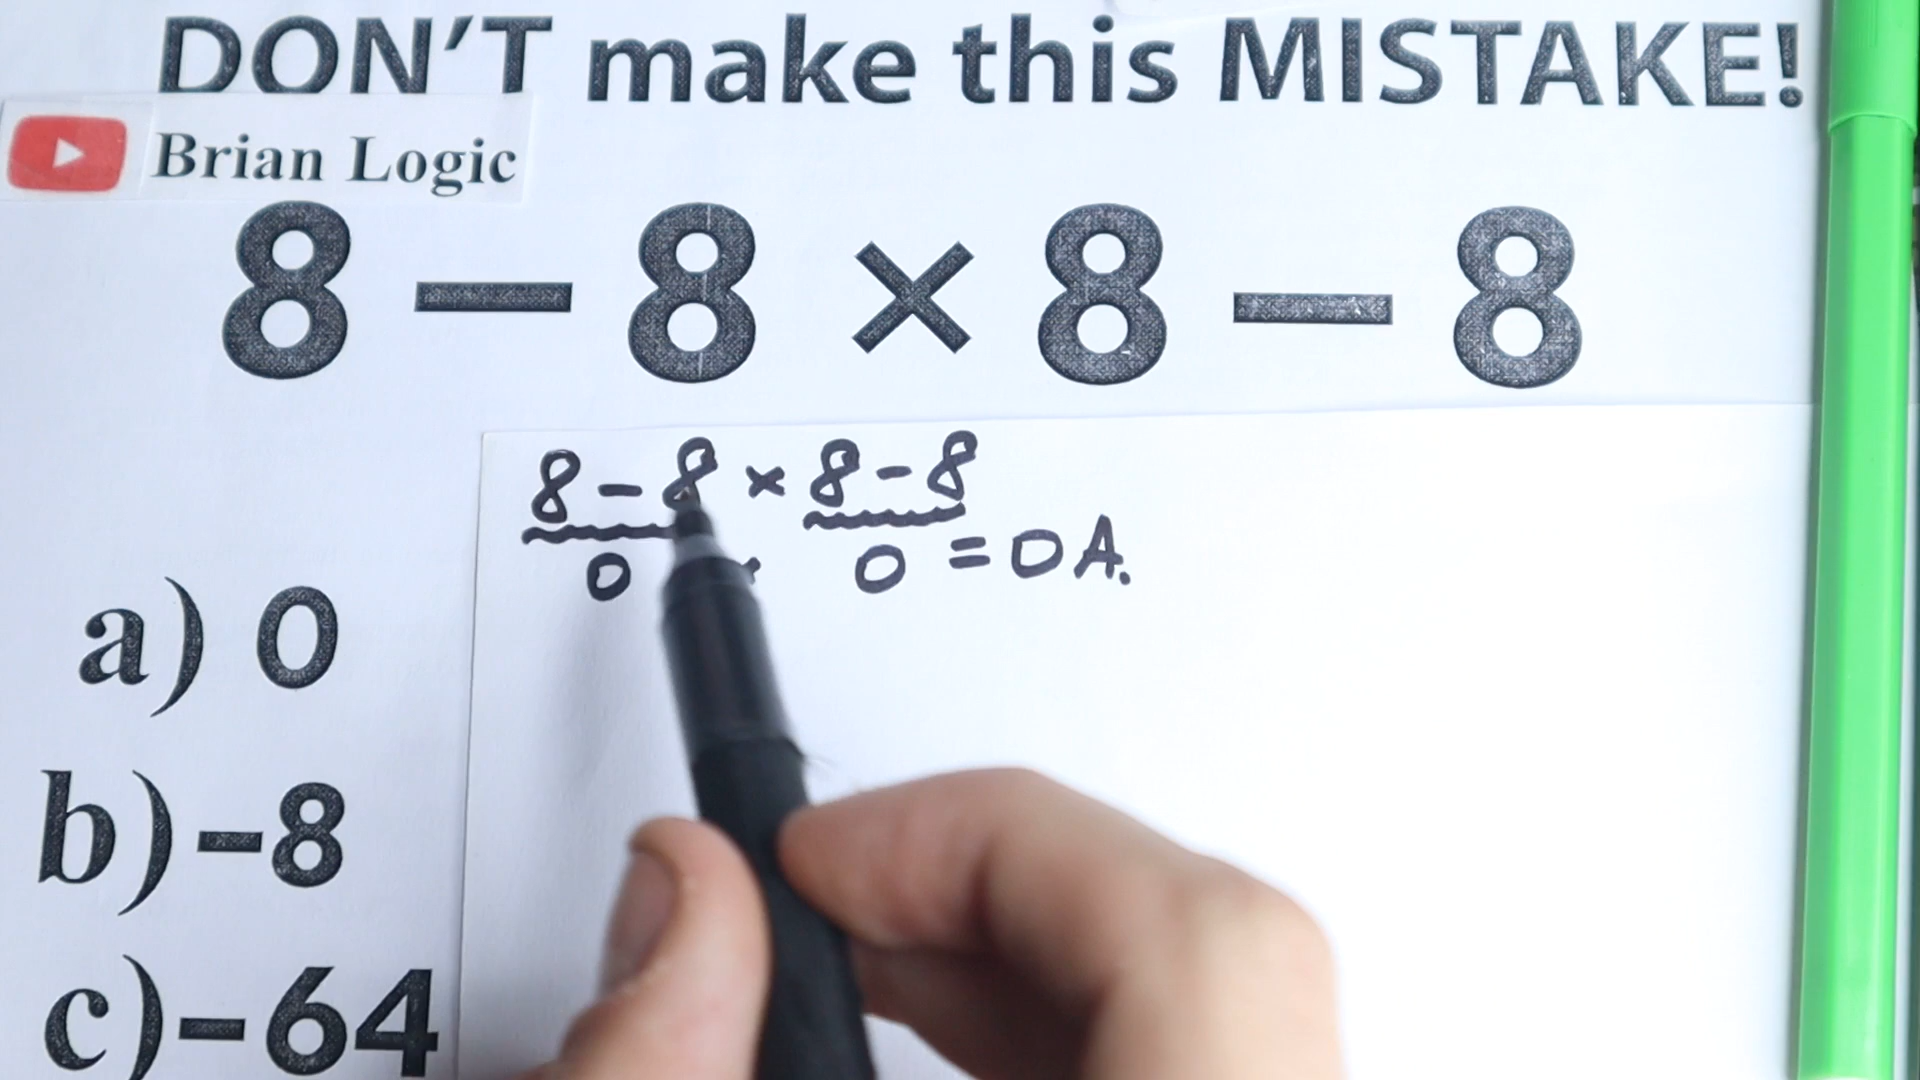 DON'T make this MISTAKE!
Brian Logic
8 – 8 × 8 – 8
8 - 8 × 8 - 8
0 × 0 = 0 A.
a) 0
b) -8
c) -64